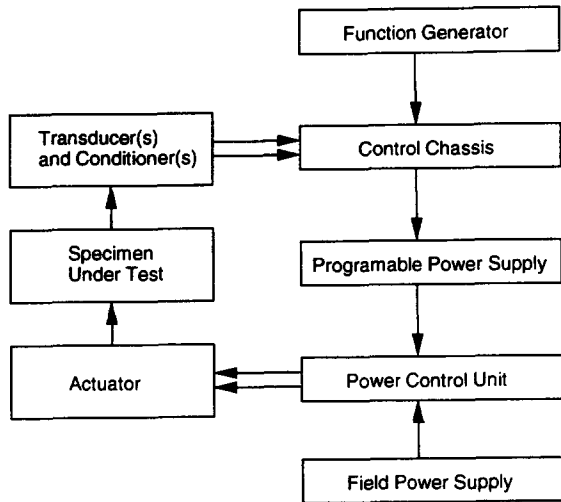 Function Generator
Transducer(s)
and Conditioner(s)
Control Chassis
Specimen
Under Test
Programable Power Supply
Actuator
Power Control Unit
Field Power Supply